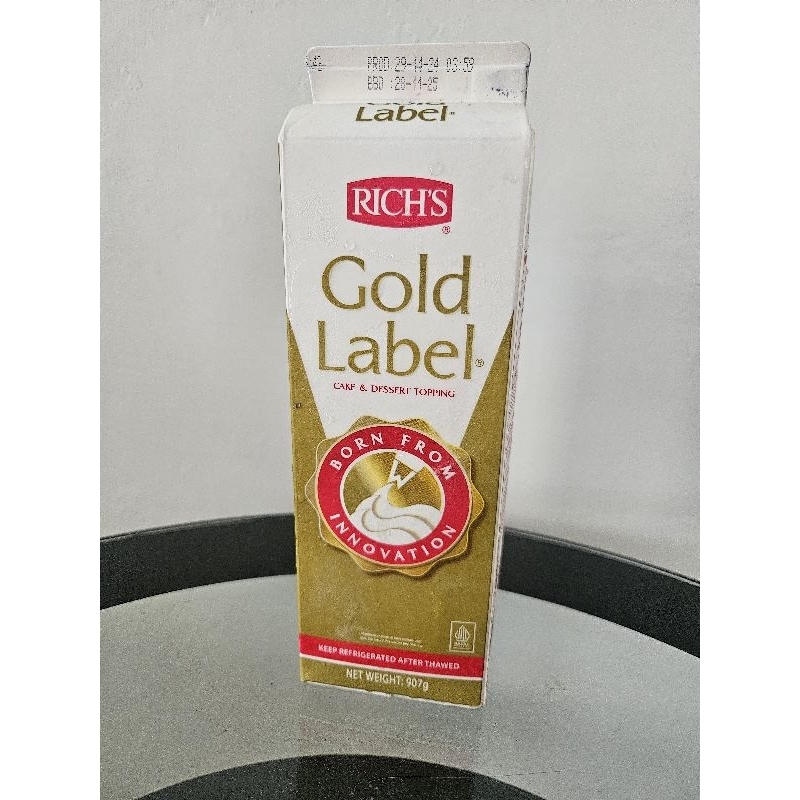 PROD 29-11-24 03:59
BBD :28-11-25
Gold
Label®
RICH'S
®
Gold
Label®
CAKE & DESSERT TOPPING
BORN FROM
INNOVATION
KEEP REFRIGERATED AFTER THAWED
NET WEIGHT: 907g